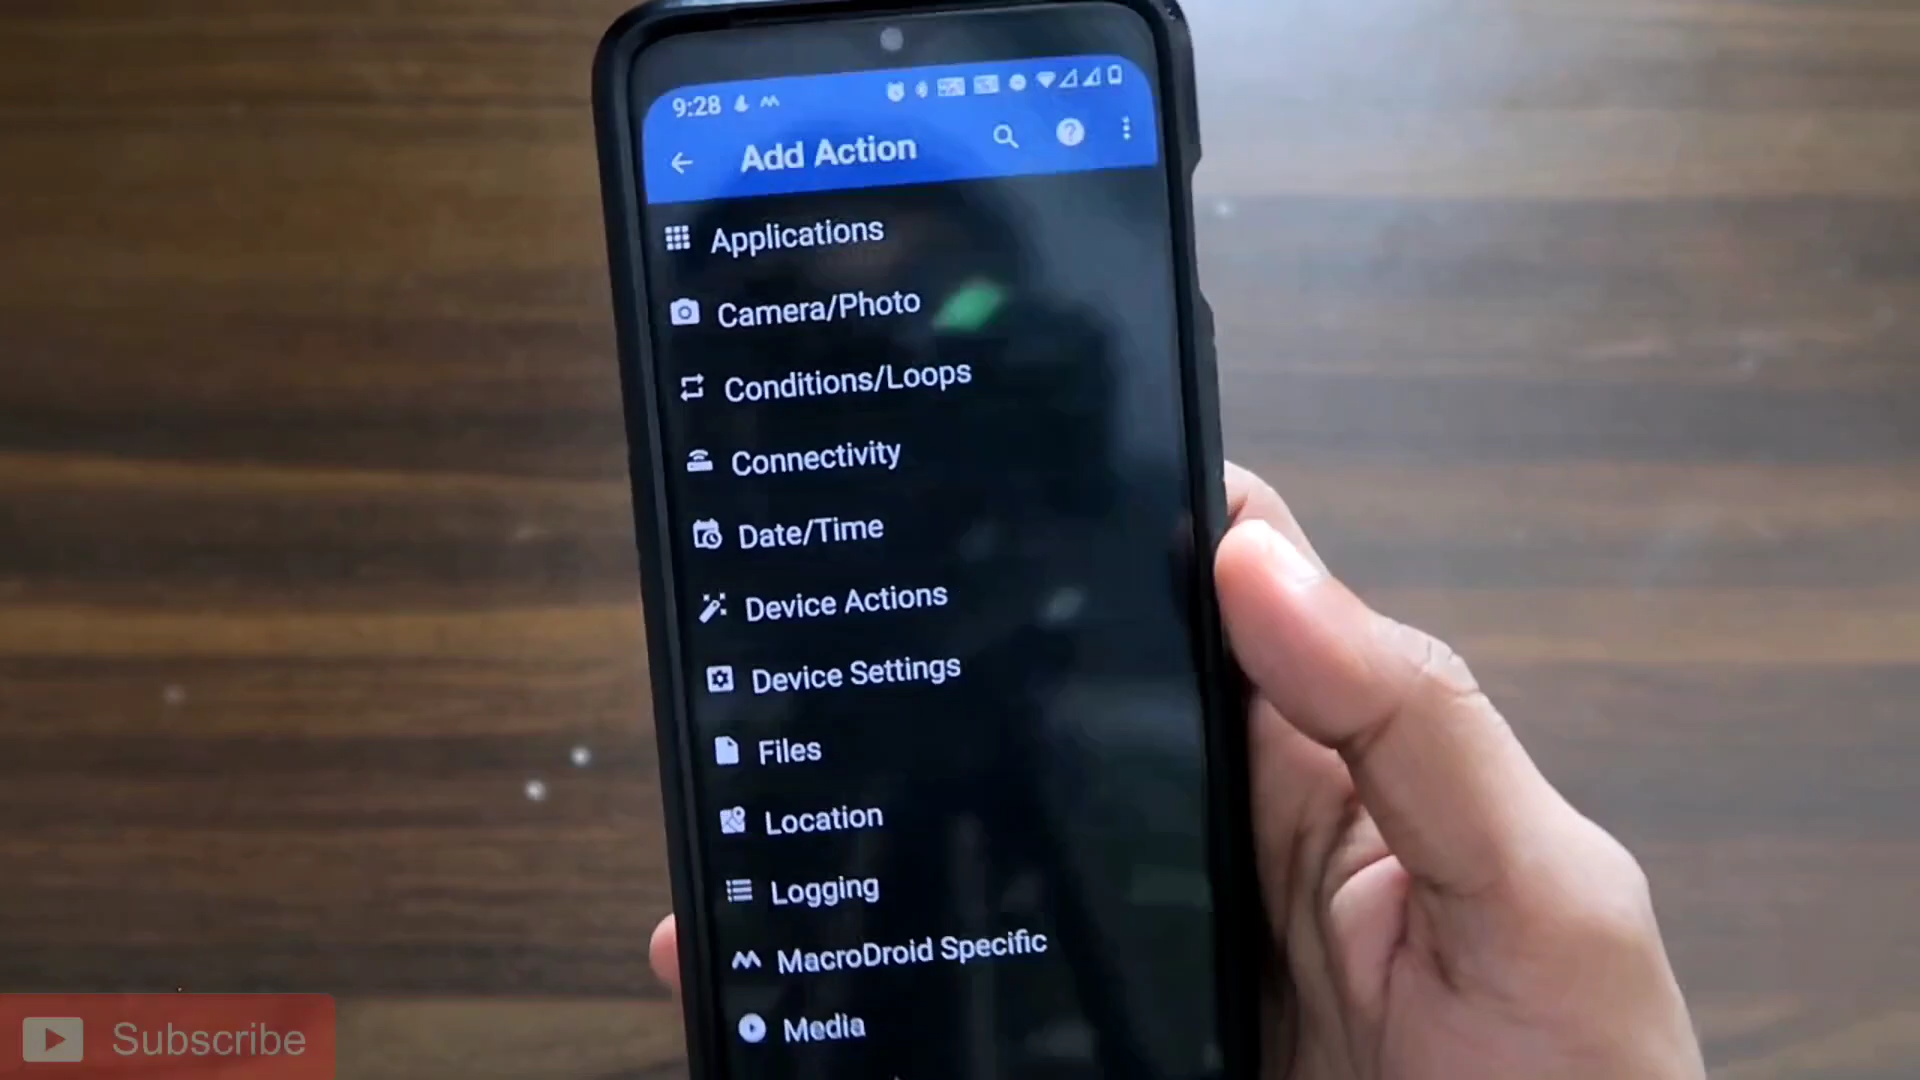 9:28
Add Action
Applications
Camera/Photo
Conditions/Loops
Connectivity
Date/Time
Device Actions
Device Settings
Files
Location
Logging
MacroDroid Specific
Media
Subscribe